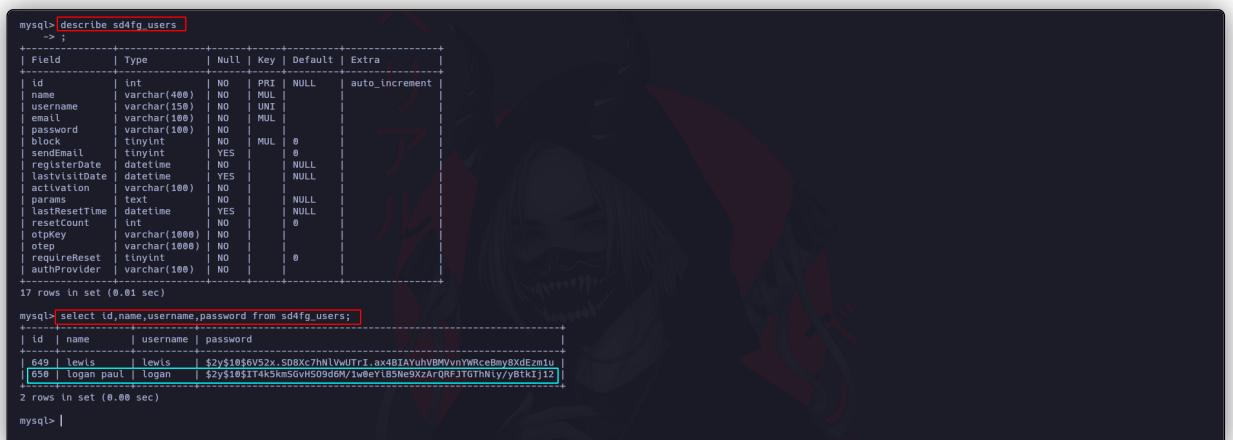 mysql> describe sd4fg_users
    -> ;
+---------------+---------------+------+-----+---------+----------------+
| Field         | Type          | Null | Key | Default | Extra          |
+---------------+---------------+------+-----+---------+----------------+
| id            | int           | NO   | PRI | NULL    | auto_increment |
| name          | varchar(400)  | NO   | MUL |         |                |
| username      | varchar(150)  | NO   | UNI |         |                |
| email         | varchar(100)  | NO   | MUL |         |                |
| password      | varchar(100)  | NO   |     |         |                |
| block         | tinyint       | NO   | MUL | 0       |                |
| sendEmail     | tinyint       | YES  |     | 0       |                |
| registerDate  | datetime      | NO   |     | NULL    |                |
| lastvisitDate | datetime      | YES  |     | NULL    |                |
| activation    | varchar(100)  | NO   |     |         |                |
| params        | text          | NO   |     | NULL    |                |
| lastResetTime | datetime      | YES  |     | NULL    |                |
| resetCount    | int           | NO   |     | 0       |                |
| otpKey        | varchar(1000) | NO   |     |         |                |
| otep          | varchar(1000) | NO   |     |         |                |
| requireReset  | tinyint       | NO   |     | 0       |                |
| authProvider  | varchar(100)  | NO   |     |         |                |
+---------------+---------------+------+-----+---------+----------------+
17 rows in set (0.01 sec)
mysql> select id,name,username,password from sd4fg_users;
+-----+------------+----------+--------------------------------------------------------------+
| id  | name       | username | password                                                     |
+-----+------------+----------+--------------------------------------------------------------+
| 649 | lewis      | lewis    | $2y$10$6V52x.SD8Xc7hNlVwUTrI.ax4BIAYuhVBMVvnYWRceBmy8XdEzm1u |
| 650 | logan paul | logan    | $2y$10$IT4k5kmSGvHSO9d6M/1w0eYiB5Ne9XzArQRFJTGThNiy/yBtkIj12 |
+-----+------------+----------+--------------------------------------------------------------+
2 rows in set (0.00 sec)
mysql>